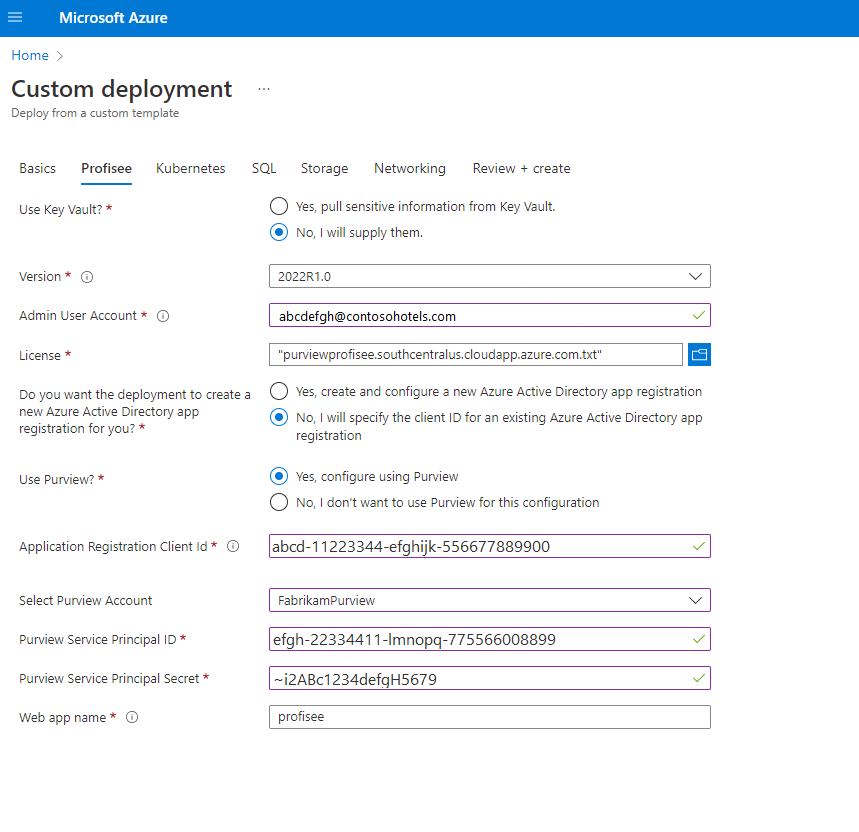 Microsoft Azure
Home
Custom deployment ...
Deploy from a custom template
Basics Profisee Kubernetes SQL Storage Networking Review + create
Use Key Vault? *
Yes, pull sensitive information from Key Vault.
No, I will supply them.
Version *
2022R1.0
Admin User Account *
abcdefgh@contosohotels.com
License *
"purviewprofisee.southcentralus.cloudapp.azure.com.txt"
Do you want the deployment to create a
new Azure Active Directory app
registration for you? *
Yes, create and configure a new Azure Active Directory app registration
No, I will specify the client ID for an existing Azure Active Directory app
registration
Use Purview? *
Yes, configure using Purview
No, I don't want to use Purview for this configuration
Application Registration Client Id *
abcd-11223344-efghijk-556677889900
Select Purview Account
FabrikamPurview
Purview Service Principal ID *
efgh-22334411-lmnopq-775566008899
Purview Service Principal Secret *
~i2ABc1234defgH5679
Web app name *
profisee